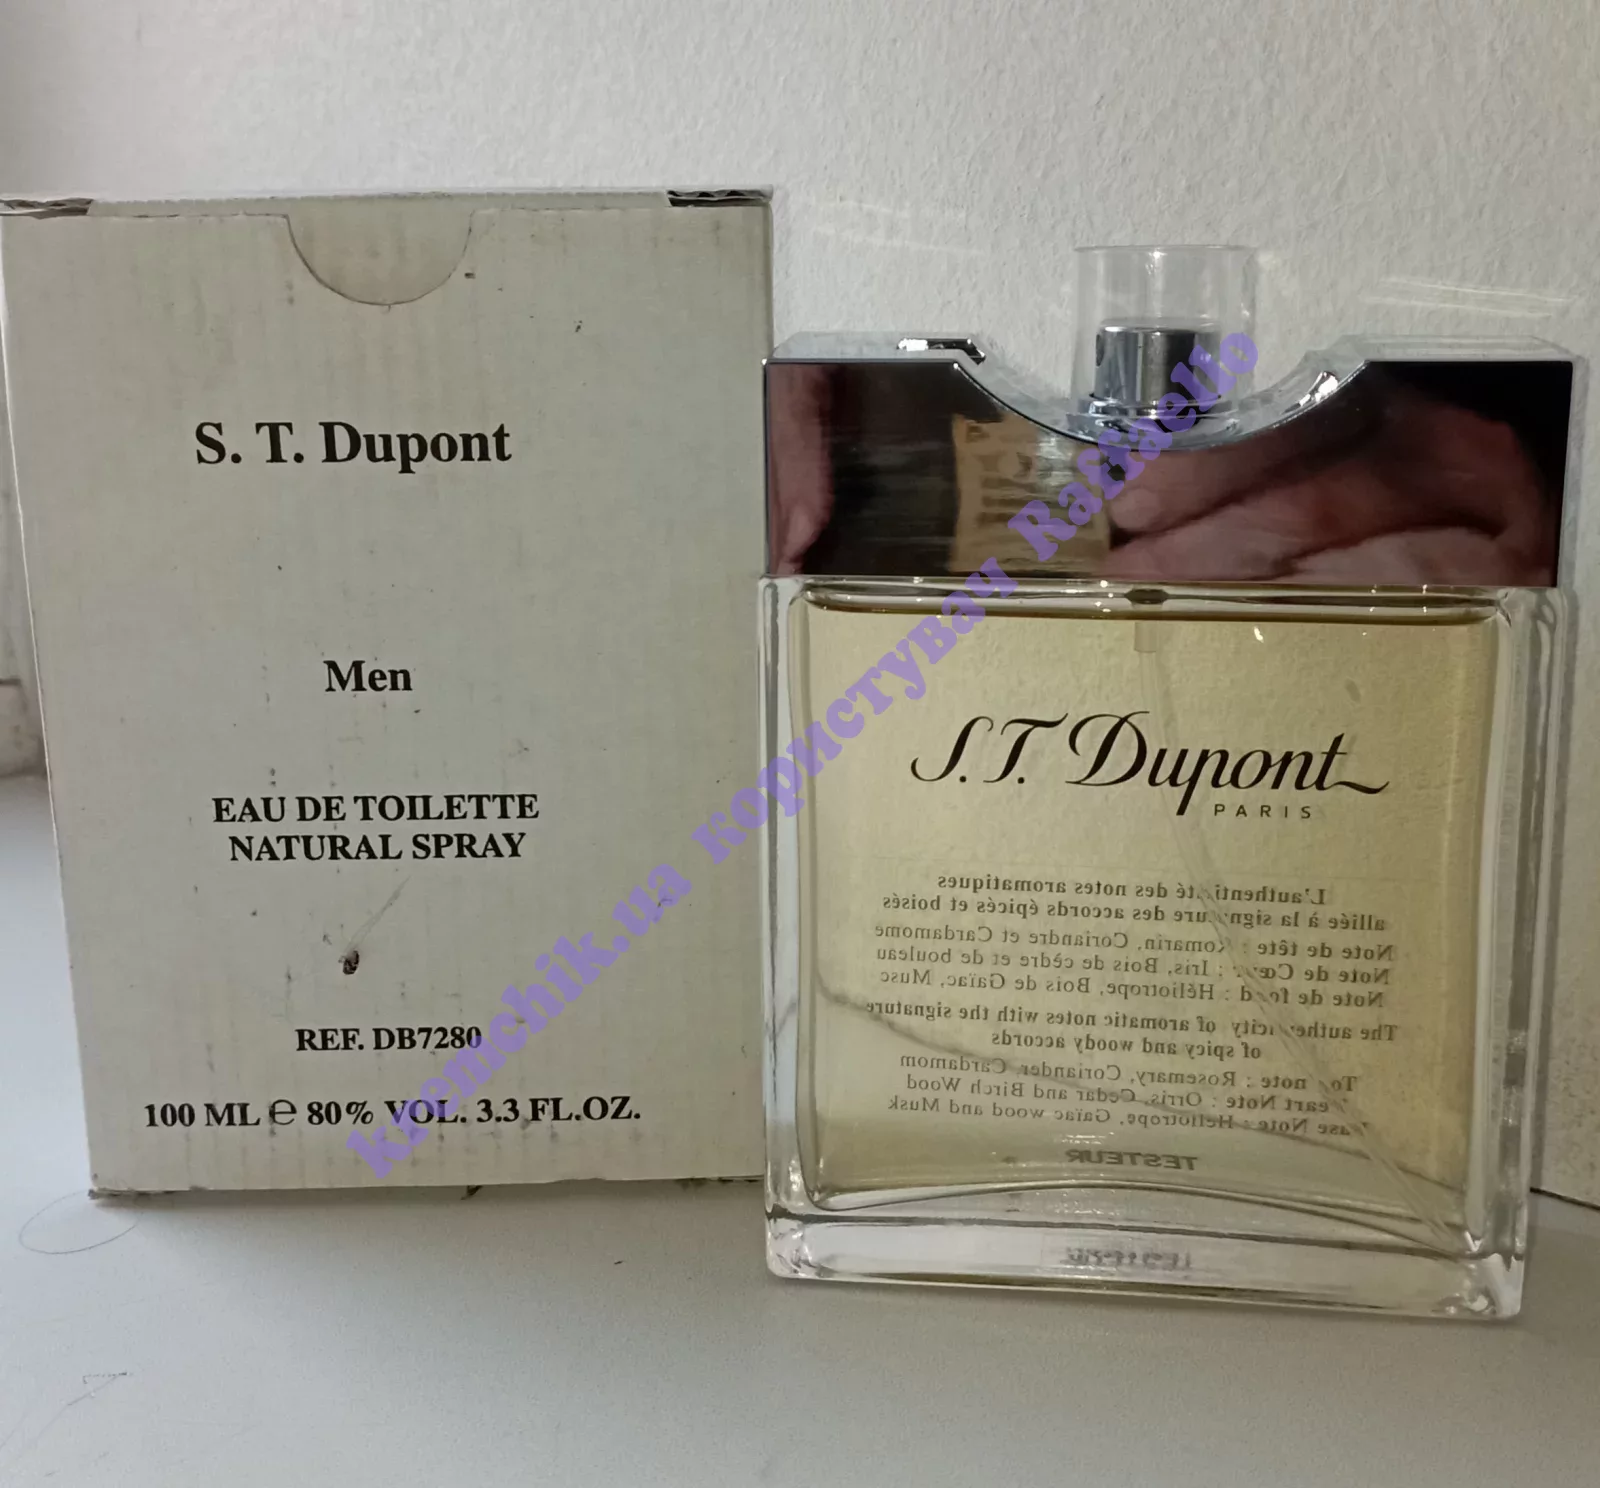 S. T. Dupont
Men
EAU DE TOILETTE
NATURAL SPRAY
REF. DB7280
100 ML ℮ 80% VOL. 3.3 FL.OZ.
S.T. Dupont
PARIS
L'authenticité des notes aromatiques
alliée à la signature des accords épicés et boisés
Note de tête : Romarin, Coriandre et Cardamome
Note de Cœur : Iris, Bois de cèdre et de bouleau
Note de fond : Héliotrope, Bois de Gaïac, Musc
The authenticity of aromatic notes with the signature
of spicy and woody accords
Top note : Rosemary, Coriander, Cardamom
Heart Note : Orris, Cedar and Birch Wood
Base Note : Heliotrope, Gaïac wood and Musk
TESTEUR
kremchik.ua користувач Raffaello